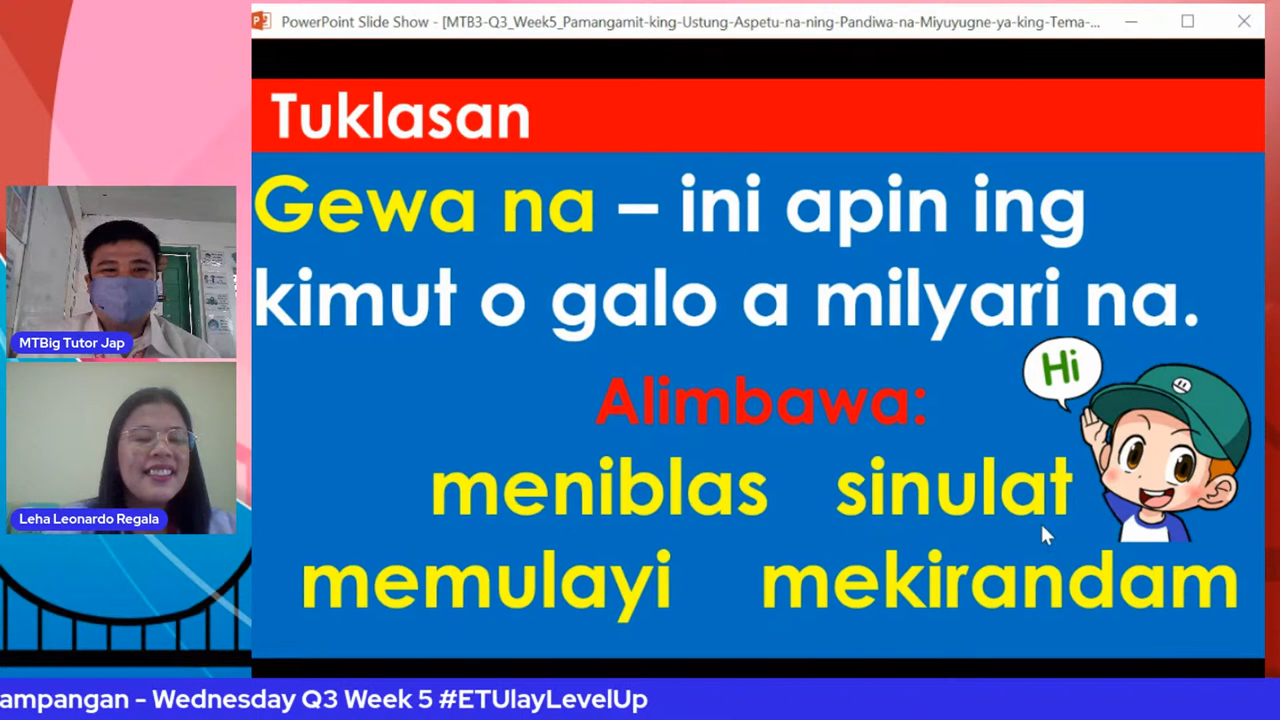 PowerPoint Slide Show - [MTB3-Q3_Week5_Pamangamit-king-Ustung-Aspetu-na-ning-Pandiwa-na-Miyuyugne-ya-king-Tema-...
Tuklasan
Gewa na – ini apin ing
kimut o galo a milyari na.
Hi
Alimbawa:
meniblas sinulat
memulayi mekirandam
MTBig Tutor Jap
Leha Leonardo Regala
ampangan - Wednesday Q3 Week 5 #ETUlayLevelUp